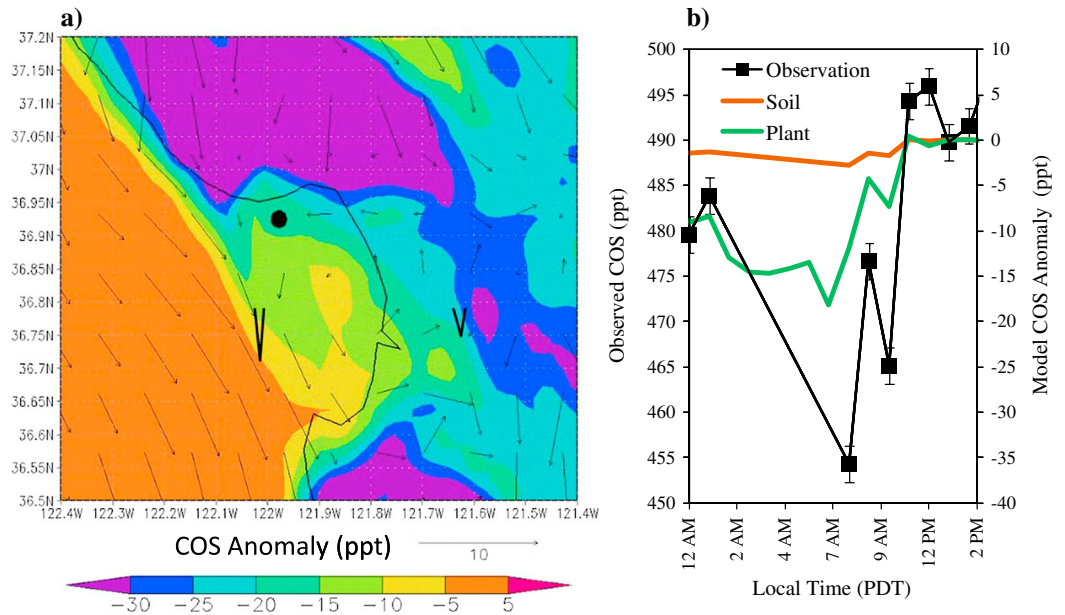 a)
37.2N
37.15N
37.1N
37.05N
37N
36.95N
36.9N
36.85N
36.8N
36.75N
36.7N
36.65N
36.6N
36.55N
36.5N
122.4W 122.3W 122.2W 122.1W 122W 121.9W 121.8W 121.7W 121.6W 121.5W 121.4W
COS Anomaly (ppt)
10
−30 −25 −20 −15 −10 −5 5
b)
500
495
490
485
480
475
470
465
460
455
450
Observed COS (ppt)
Observation
Soil
Plant
10
5
0
-5
-10
-15
-20
-25
-30
-35
-40
Model COS Anomaly (ppt)
12 AM
2 AM
4 AM
7 AM
9 AM
12 PM
2 PM
Local Time (PDT)